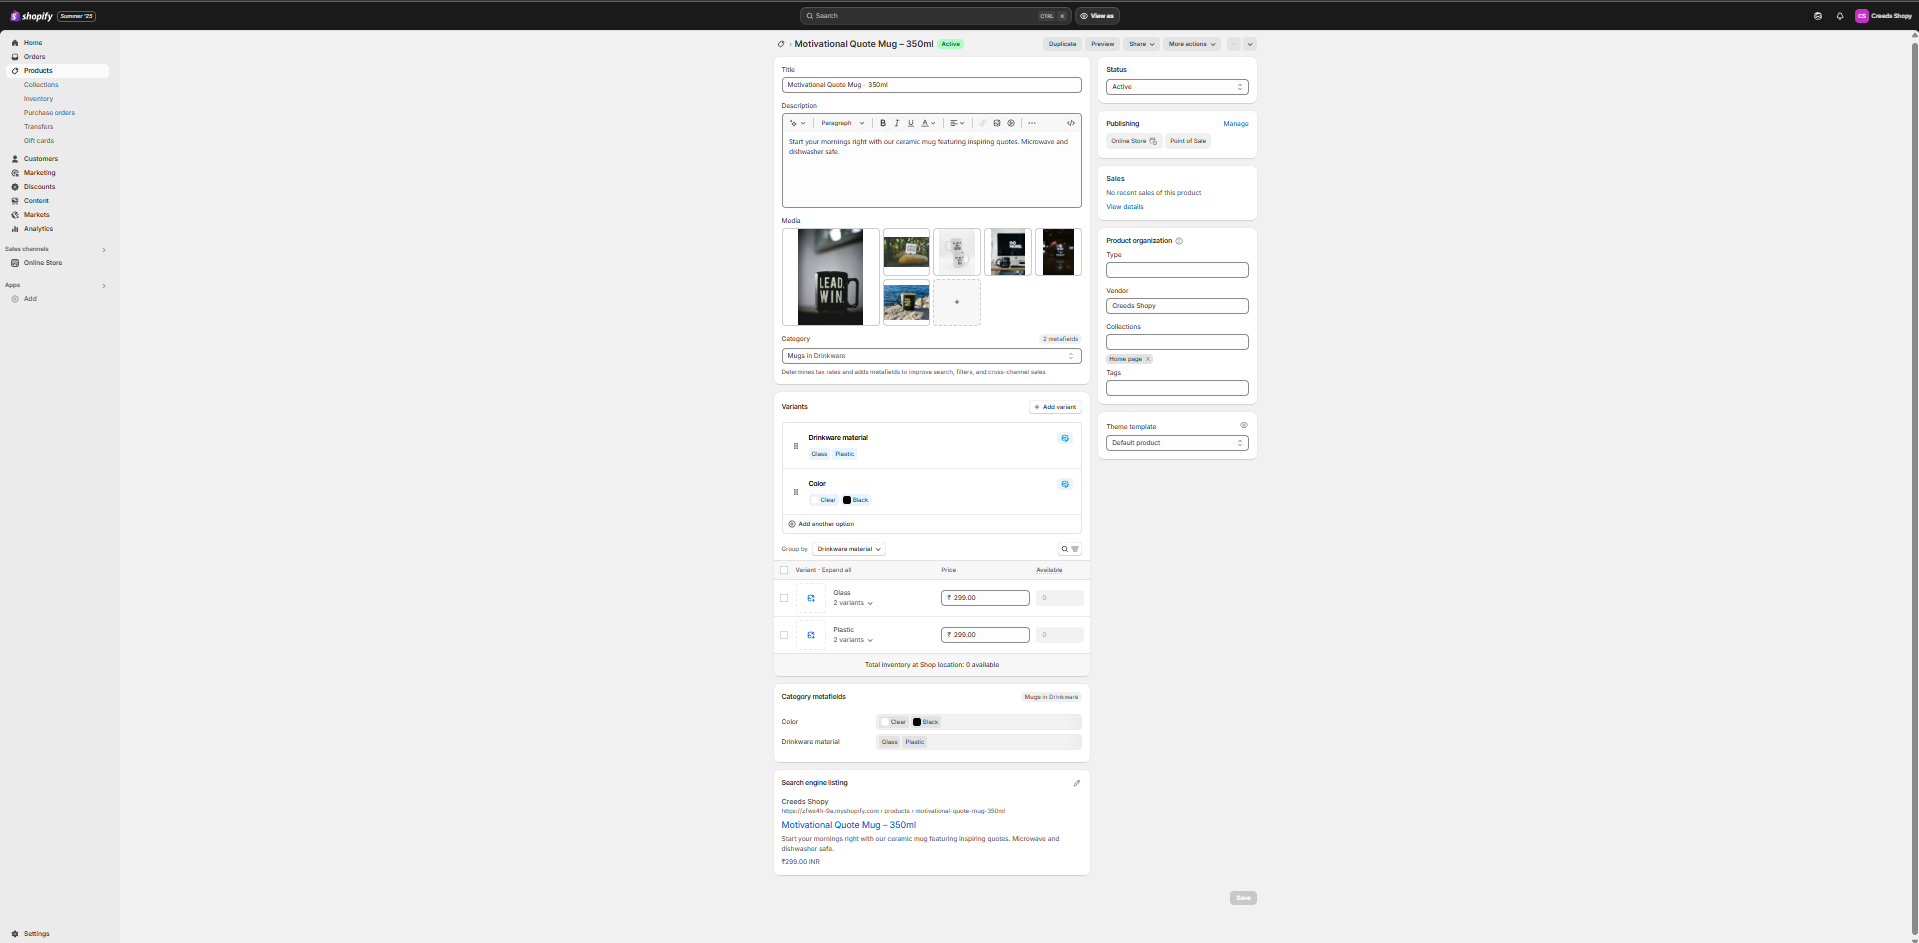 shopify Summer '25
Search CTRL K View as
Creeds Shopy
Home
Orders
Products
Collections
Inventory
Purchase orders
Transfers
Gift cards
Customers
Marketing
Discounts
Content
Markets
Analytics
Sales channels
Online Store
Apps
Add
Settings
Motivational Quote Mug – 350ml Active
Duplicate Preview Share More actions
Title
Motivational Quote Mug – 350ml
Description
Paragraph B I U A
Start your mornings right with our ceramic mug featuring inspiring quotes. Microwave and
dishwasher safe.
Media
LEAD.
WIN.
DO
MORE.
Category 2 metafields
Mugs in Drinkware
Determines tax rates and adds metafields to improve search, filters, and cross-channel sales
Variants + Add variant
Drinkware material
Glass Plastic
Color
Clear Black
Add another option
Group by Drinkware material
Variant · Expand all Price Available
Glass
2 variants ₹ 299.00 0
Plastic
2 variants ₹ 299.00 0
Total inventory at Shop location: 0 available
Category metafields Mugs in Drinkware
Color Clear Black
Drinkware material Glass Plastic
Search engine listing
Creeds Shopy
https://zfws4h-9a.myshopify.com › products › motivational-quote-mug-350ml
Motivational Quote Mug – 350ml
Start your mornings right with our ceramic mug featuring inspiring quotes. Microwave and
dishwasher safe.
₹299.00 INR
Status
Active
Publishing Manage
Online Store Point of Sale
Sales
No recent sales of this product
View details
Product organization
Type
Vendor
Creeds Shopy
Collections
Home page ×
Tags
Theme template
Default product
Save